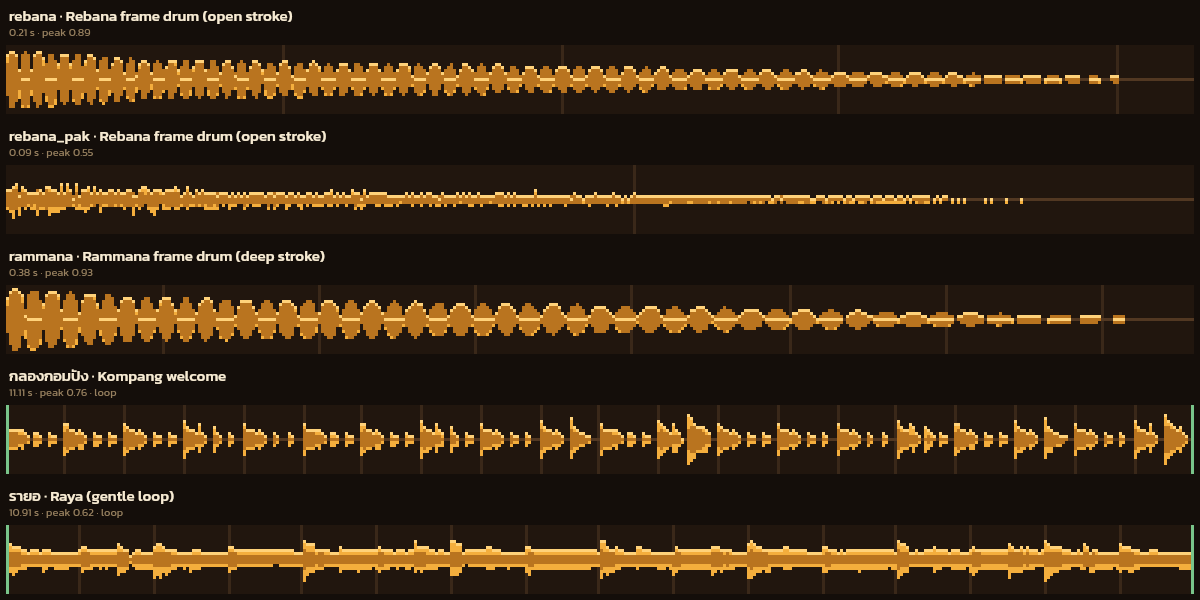 rebana · Rebana frame drum (open stroke)
0.21 s · peak 0.89
rebana_pak · Rebana frame drum (open stroke)
0.09 s · peak 0.55
rammana · Rammana frame drum (deep stroke)
0.38 s · peak 0.93
กลองกอมปัง · Kompang welcome
11.11 s · peak 0.76 · loop
รายอ · Raya (gentle loop)
10.91 s · peak 0.62 · loop